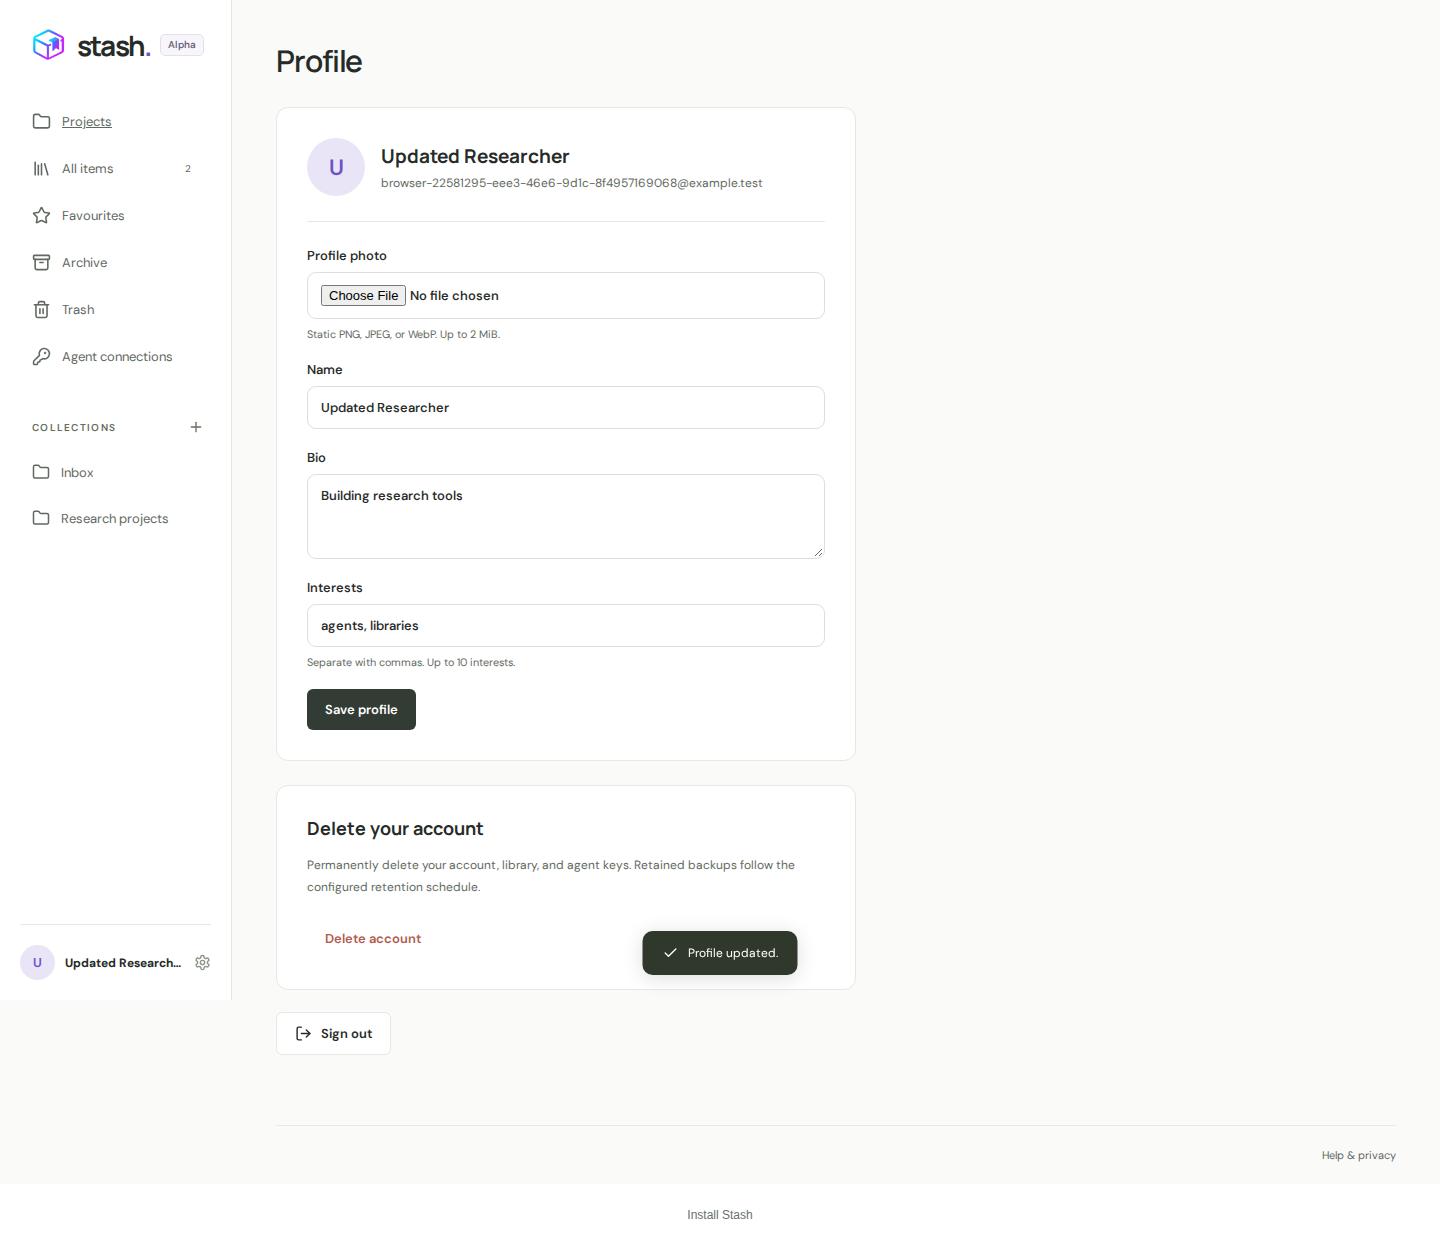 stash.
Alpha
Projects
All items 2
Favourites
Archive
Trash
Agent connections
COLLECTIONS
Inbox
Research projects
U Updated Research...
Profile
U
Updated Researcher
browser-22581295-eee3-46e6-9d1c-8f4957169068@example.test
Profile photo
Choose File No file chosen
Static PNG, JPEG, or WebP. Up to 2 MiB.
Name
Updated Researcher
Bio
Building research tools
Interests
agents, libraries
Separate with commas. Up to 10 interests.
Save profile
Delete your account
Permanently delete your account, library, and agent keys. Retained backups follow the
configured retention schedule.
Delete account
Profile updated.
Sign out
Help & privacy
Install Stash